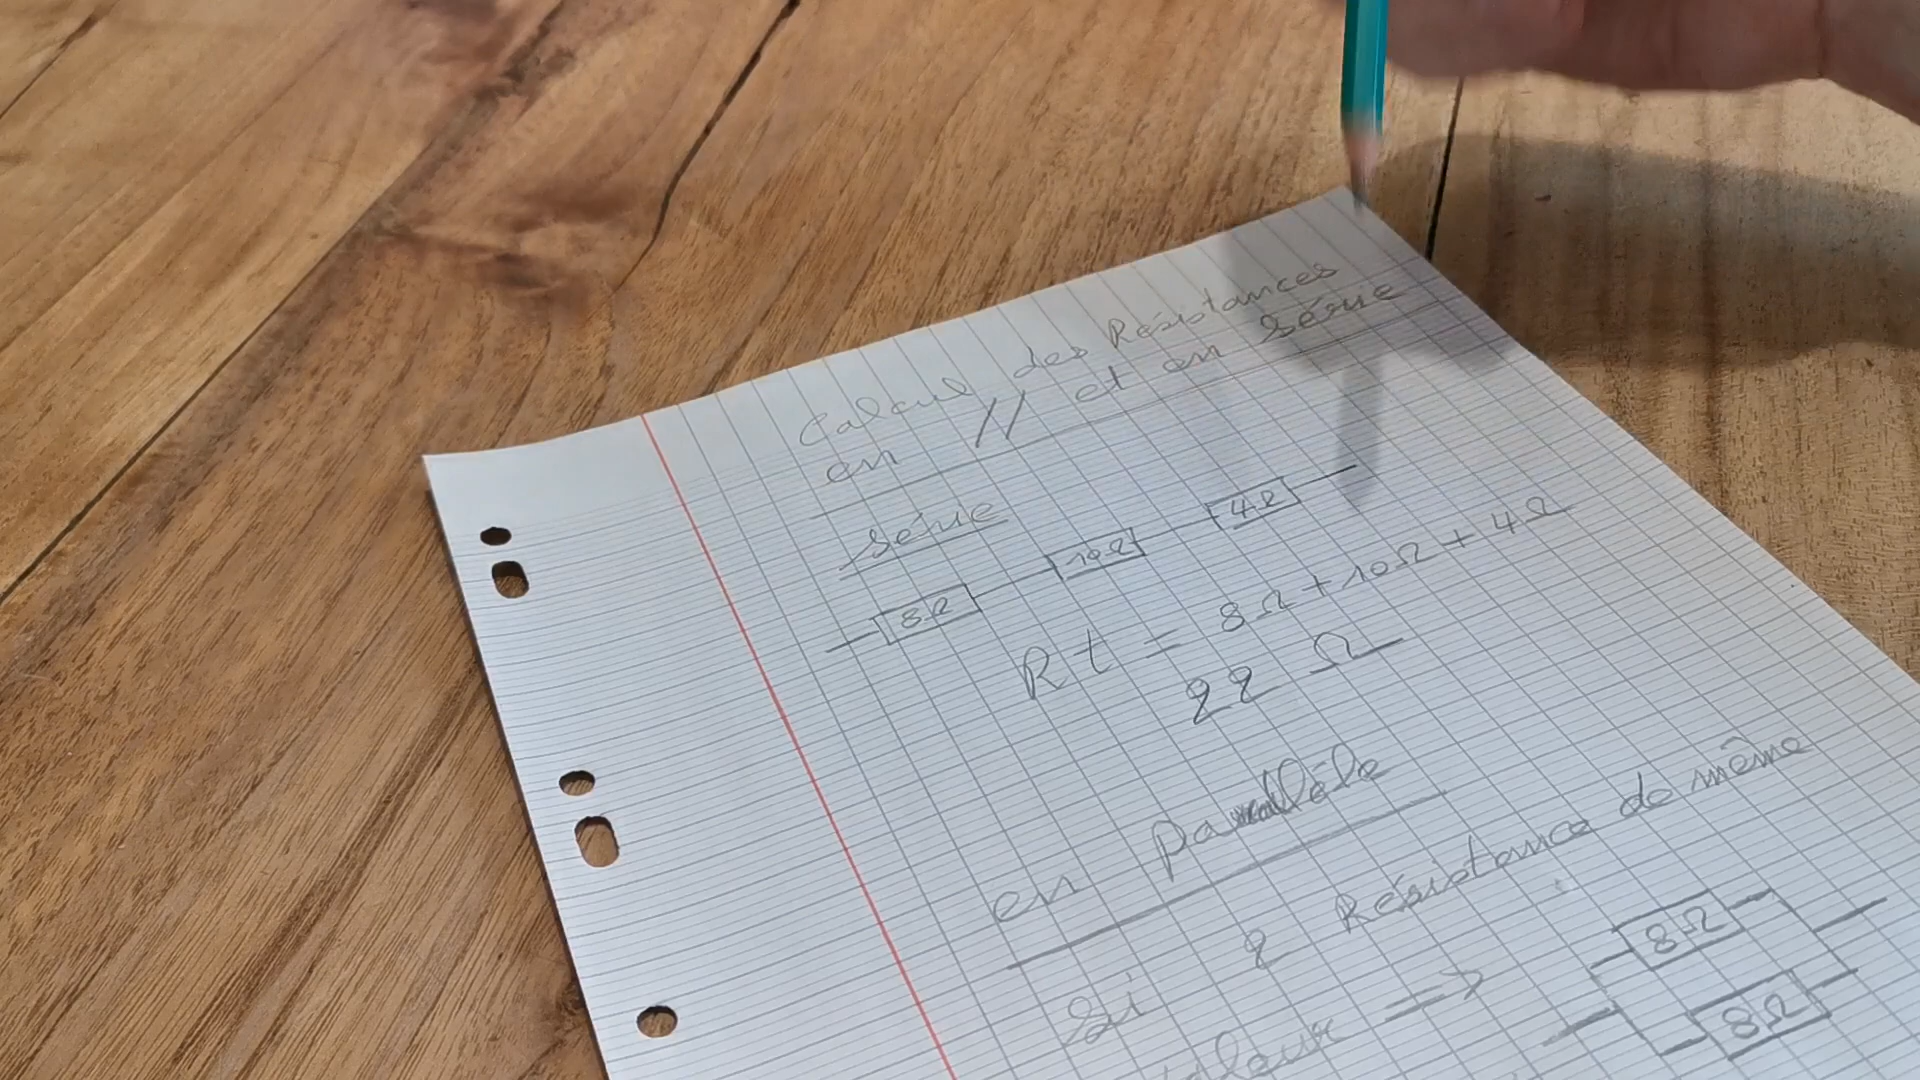 Calcul des Résistances
en // et en Série
Série
8Ω 10Ω 4Ω
Rt = 8Ω + 10Ω + 4Ω
22 Ω
en Parallèle
Si 2 Résistance de même
valeur =>
8Ω
8Ω